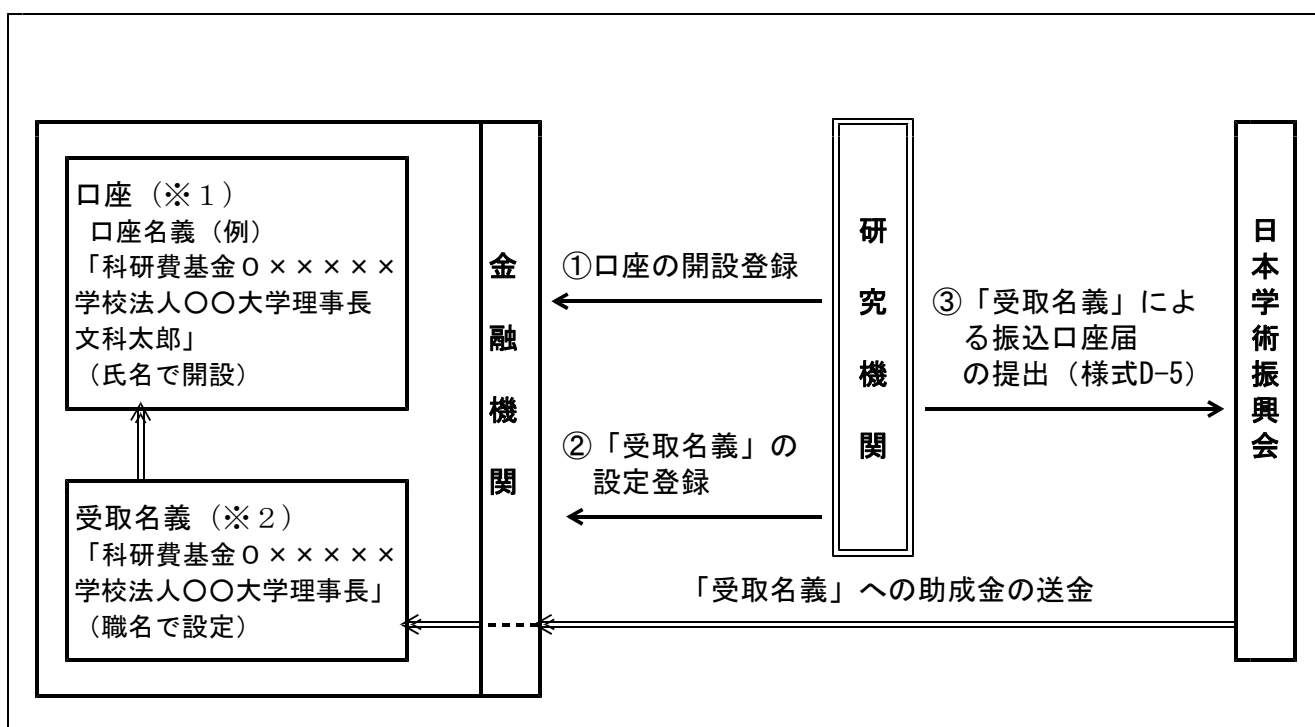 口座（※１）
口座名義（例）
「科研費基金０×××××
学校法人〇〇大学理事長
文科太郎」
（氏名で開設）
受取名義（※２）
「科研費基金０×××××
学校法人〇〇大学理事長」
（職名で設定）
金融機関
①口座の開設登録
②「受取名義」の
設定登録
研究機関
③「受取名義」によ
る振込口座届
の提出（様式D-5）
「受取名義」への助成金の送金
日本学術振興会